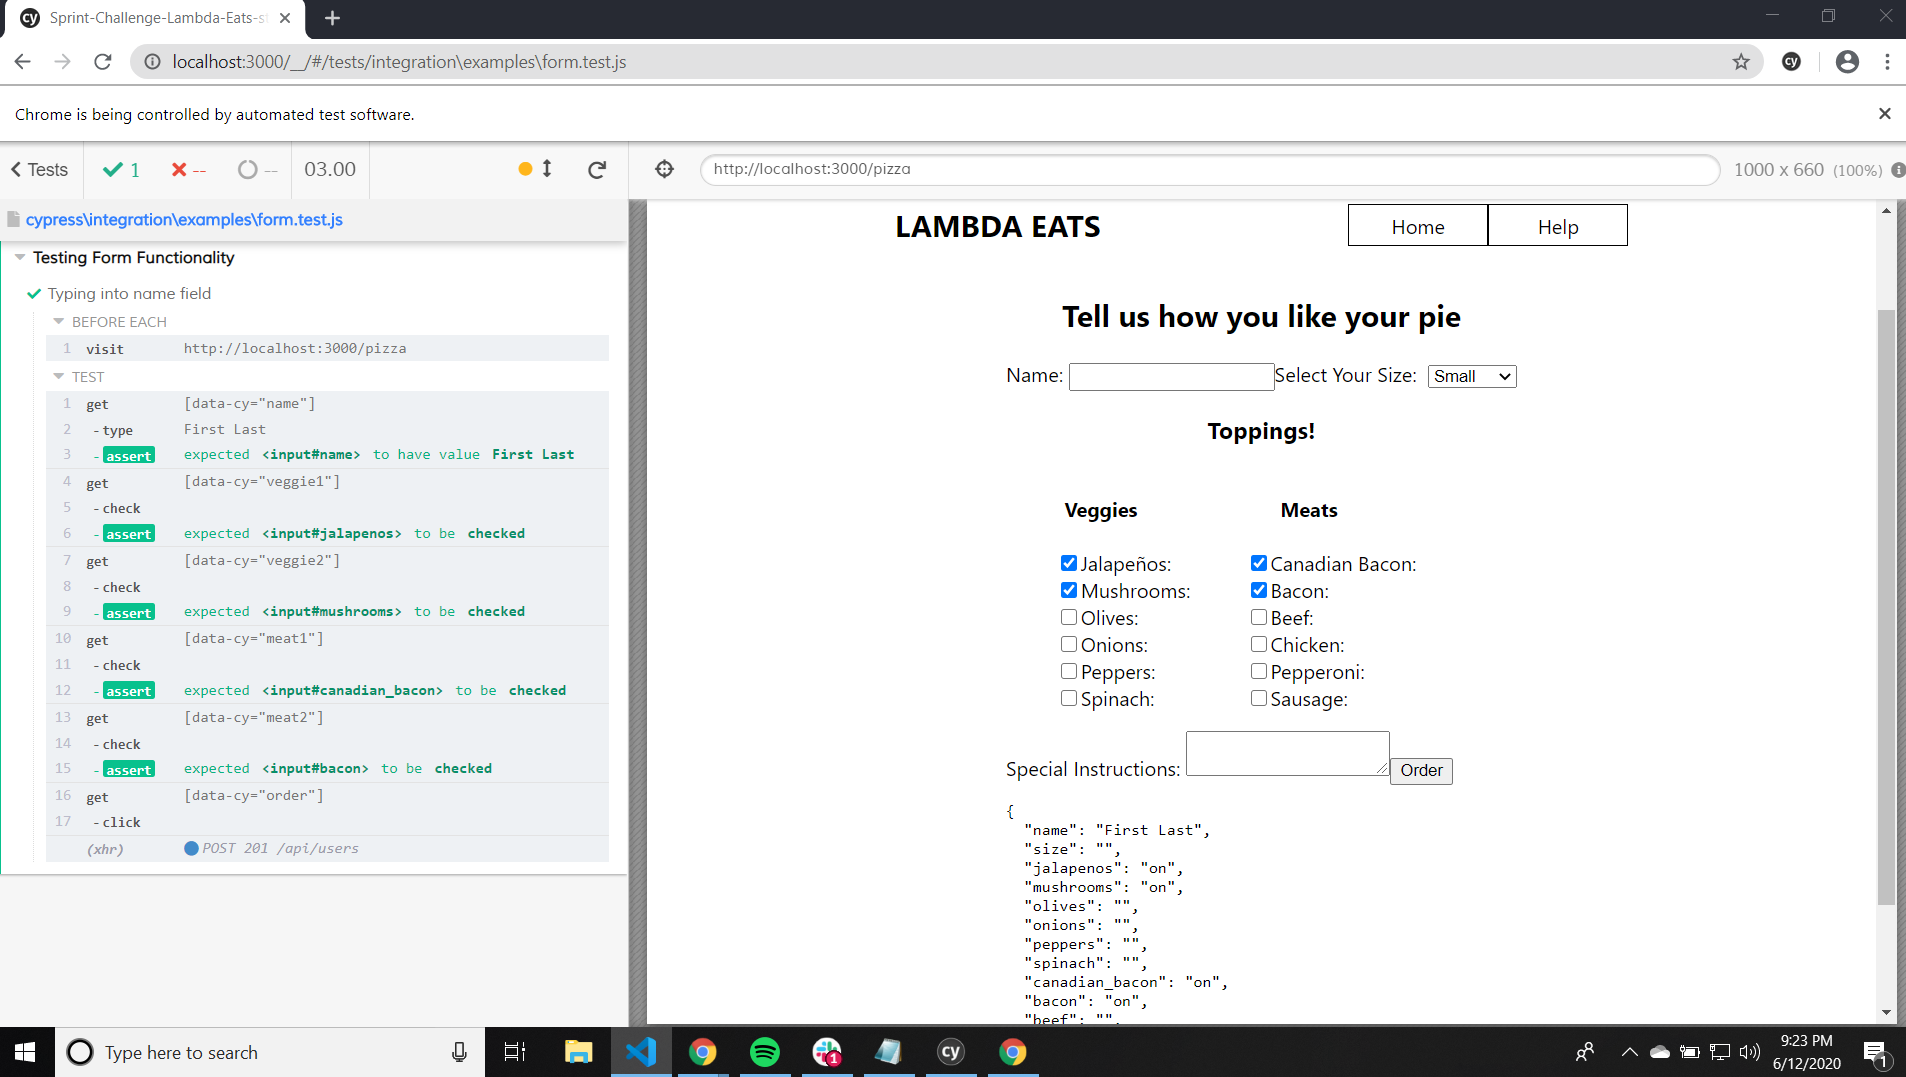 cy Sprint-Challenge-Lambda-Eats-st
localhost:3000/__/#/tests/integration\examples\form.test.js
cy
Chrome is being controlled by automated test software.
Tests 1 -- -- 03.00
http://localhost:3000/pizza
1000 x 660 (100%)
cypress\integration\examples\form.test.js
Testing Form Functionality
Typing into name field
BEFORE EACH
1 visit http://localhost:3000/pizza
TEST
1 get [data-cy="name"]
2 -type First Last
3 -assert expected <input#name> to have value First Last
4 get [data-cy="veggie1"]
5 -check
6 -assert expected <input#jalapenos> to be checked
7 get [data-cy="veggie2"]
8 -check
9 -assert expected <input#mushrooms> to be checked
10 get [data-cy="meat1"]
11 -check
12 -assert expected <input#canadian_bacon> to be checked
13 get [data-cy="meat2"]
14 -check
15 -assert expected <input#bacon> to be checked
16 get [data-cy="order"]
17 -click
(xhr) POST 201 /api/users
LAMBDA EATS
Home Help
Tell us how you like your pie
Name: Select Your Size: Small
Toppings!
Veggies Meats
Jalapeños: Canadian Bacon:
Mushrooms: Bacon:
Olives: Beef:
Onions: Chicken:
Peppers: Pepperoni:
Spinach: Sausage:
Special Instructions: Order
{
"name": "First Last",
"size": "",
"jalapenos": "on",
"mushrooms": "on",
"olives": "",
"onions": "",
"peppers": "",
"spinach": "",
"canadian_bacon": "on",
"bacon": "on",
"beef": "",
Type here to search
1
cy
9:23 PM
6/12/2020
1